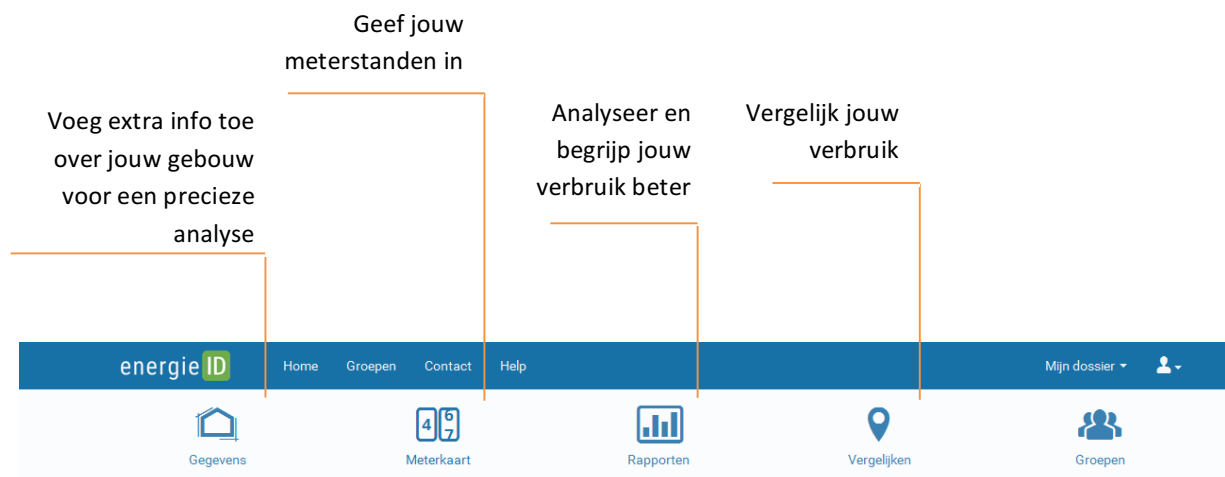 Geef jouw
meterstanden in
Voeg extra info toe
over jouw gebouw
voor een precieze
analyse
Analyseer en
begrijp jouw
verbruik beter
Vergelijk jouw
verbruik
energieID Home Groepen Contact Help Mijn dossier
4 6 7
Gegevens Meterkaart Rapporten Vergelijken Groepen